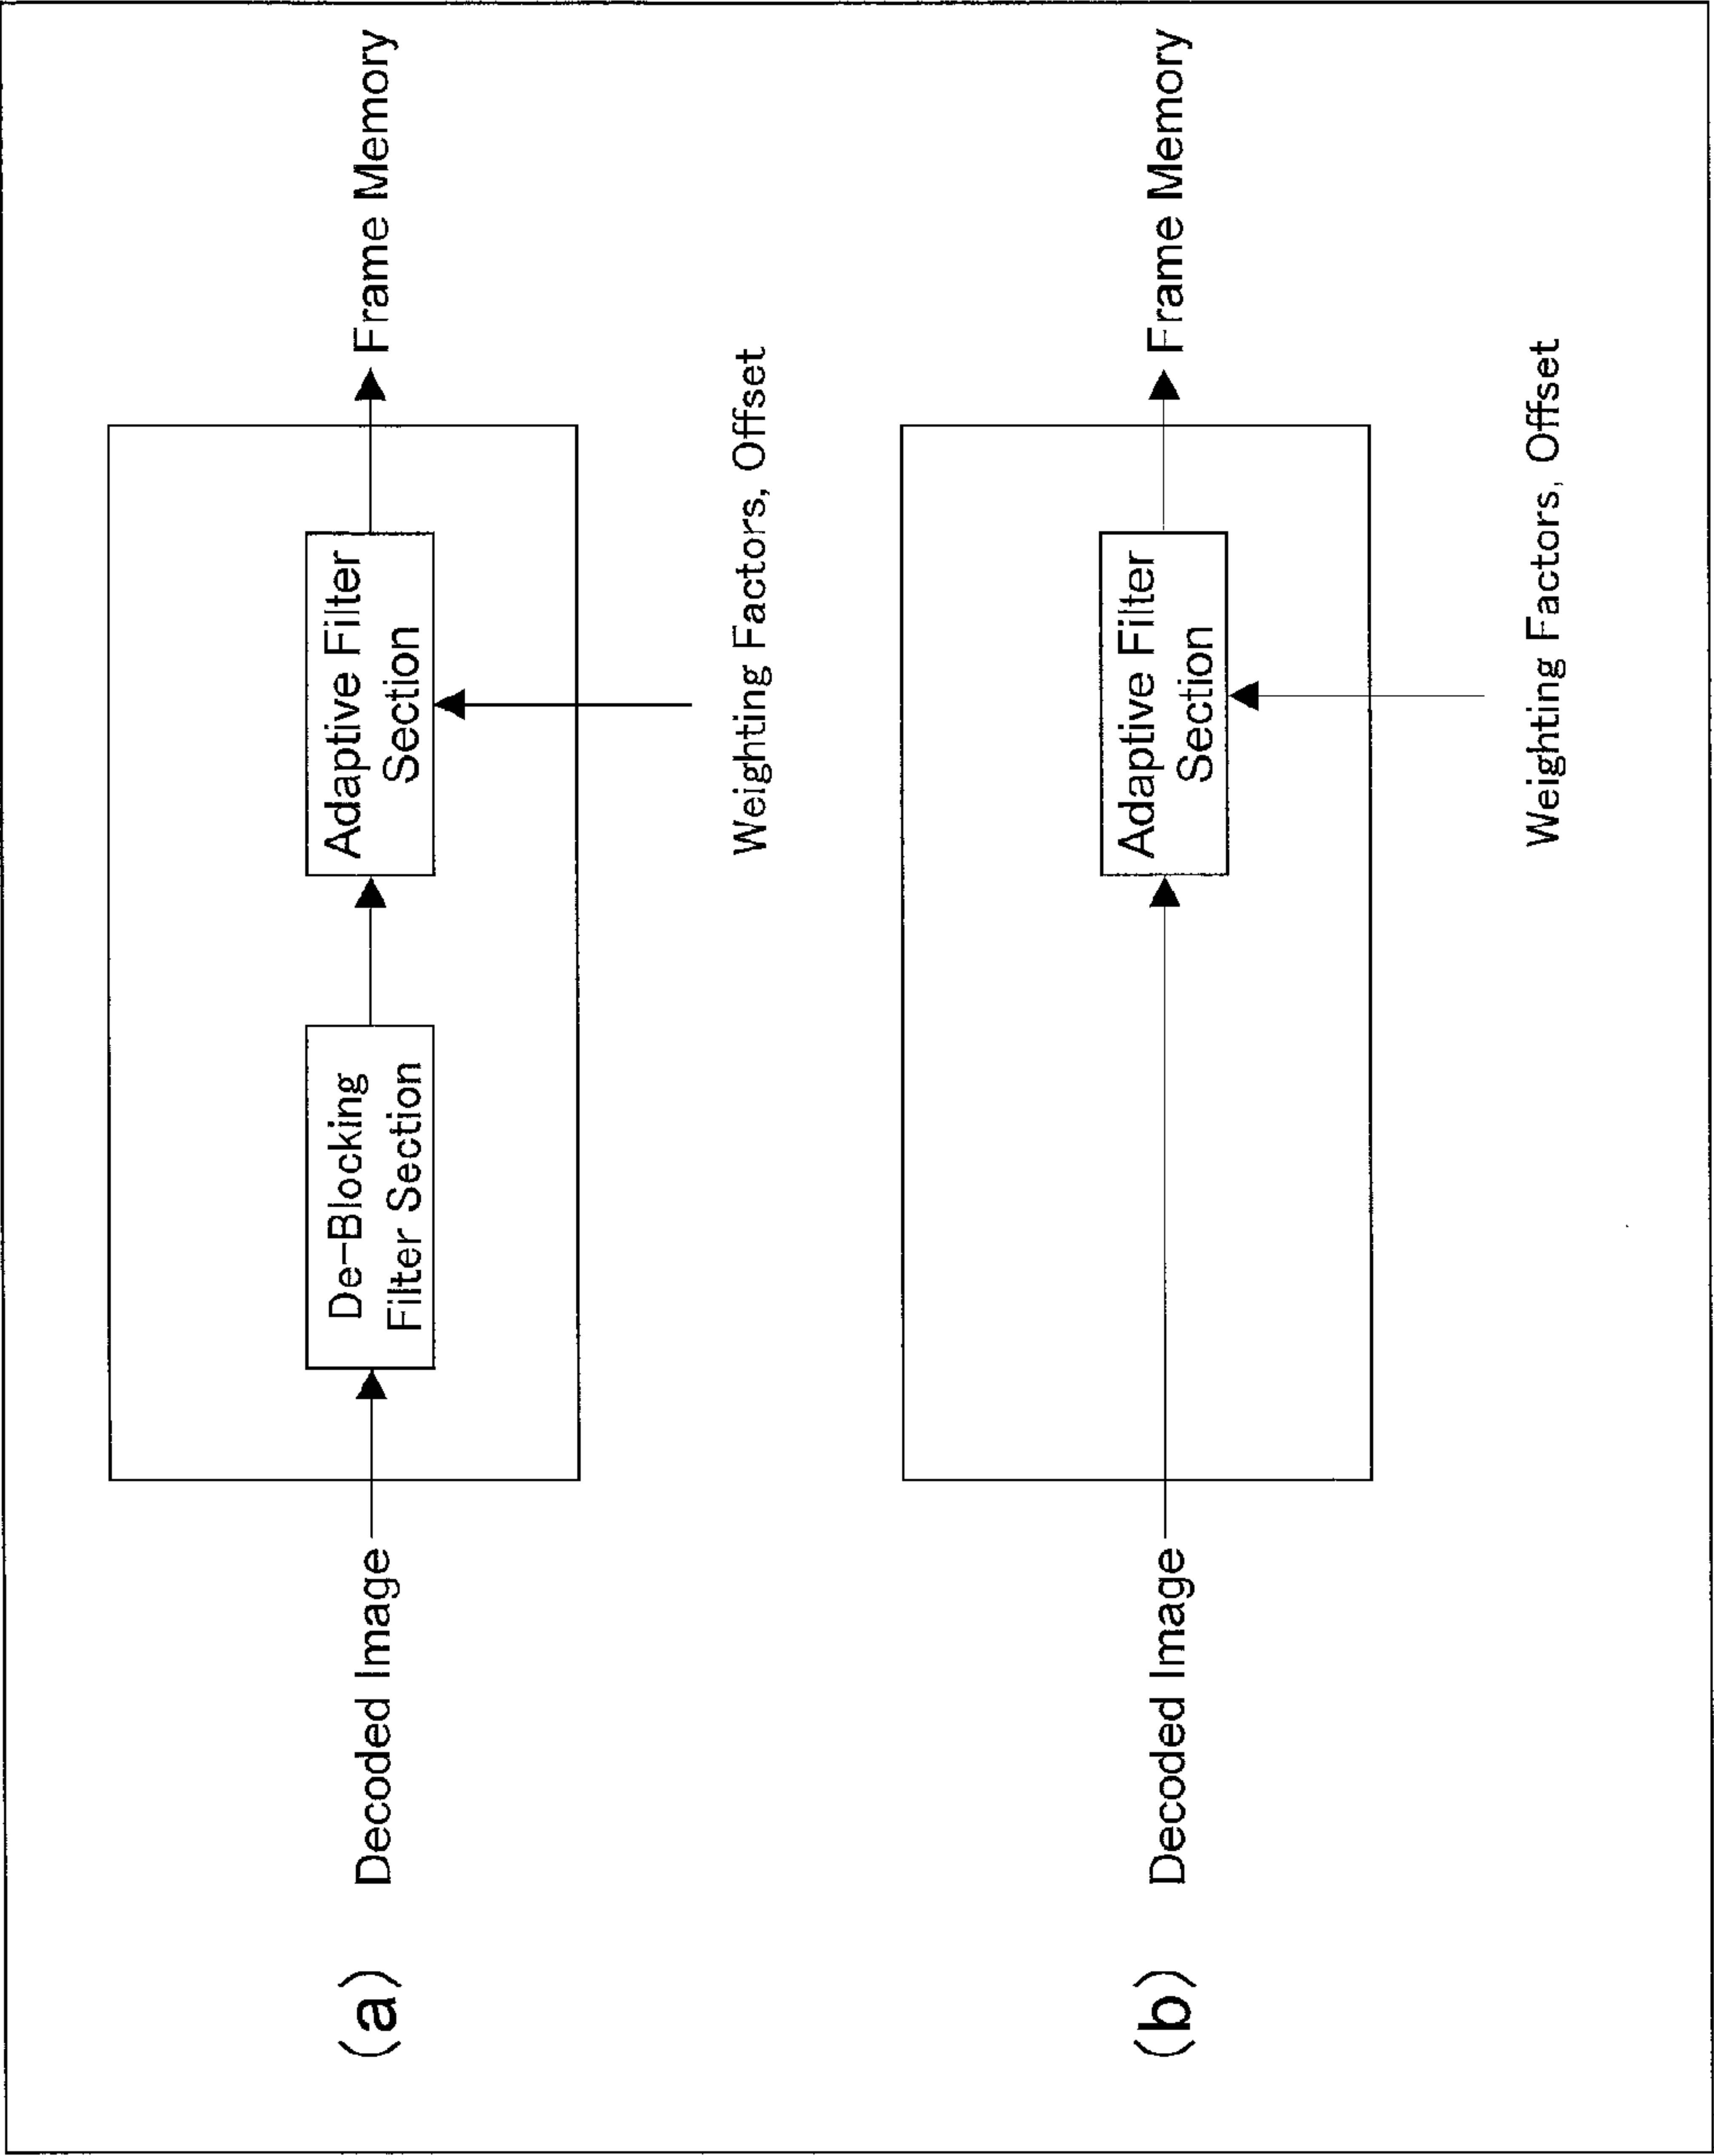 (a)
Decoded Image
De-Blocking
Filter Section
Adaptive Filter
Section
Frame Memory
Weighting Factors, Offset
(b)
Decoded Image
Adaptive Filter
Section
Frame Memory
Weighting Factors, Offset